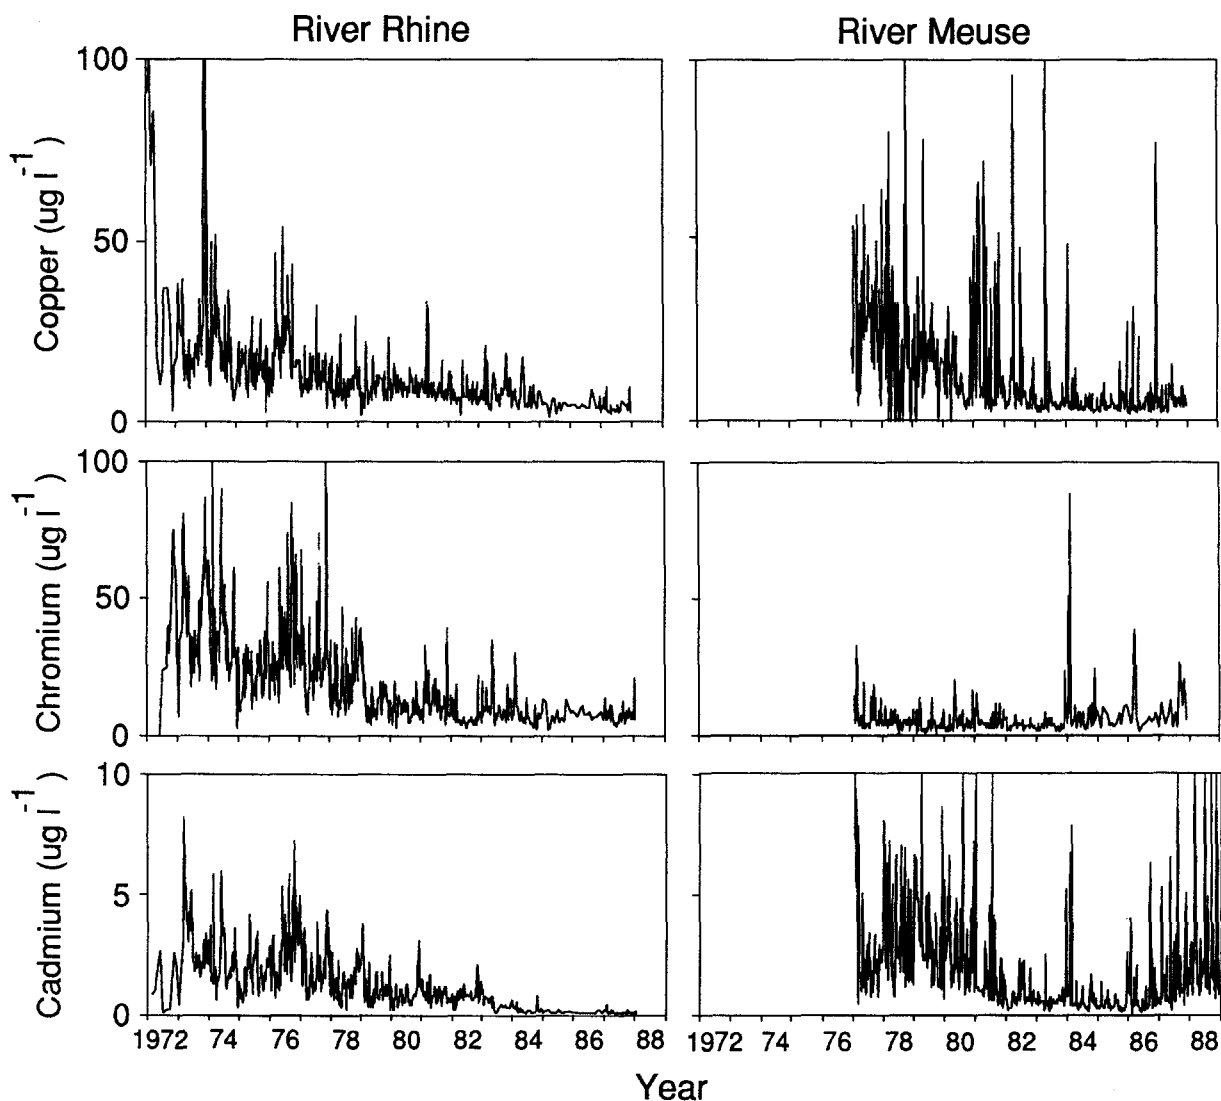 River Rhine
River Meuse
Copper (ug l-1)
100
50
0
Chromium (ug l-1)
100
50
0
Cadmium (ug l-1)
10
5
0
1972 74 76 78 80 82 84 86 88
1972 74 76 78 80 82 84 86 88
Year